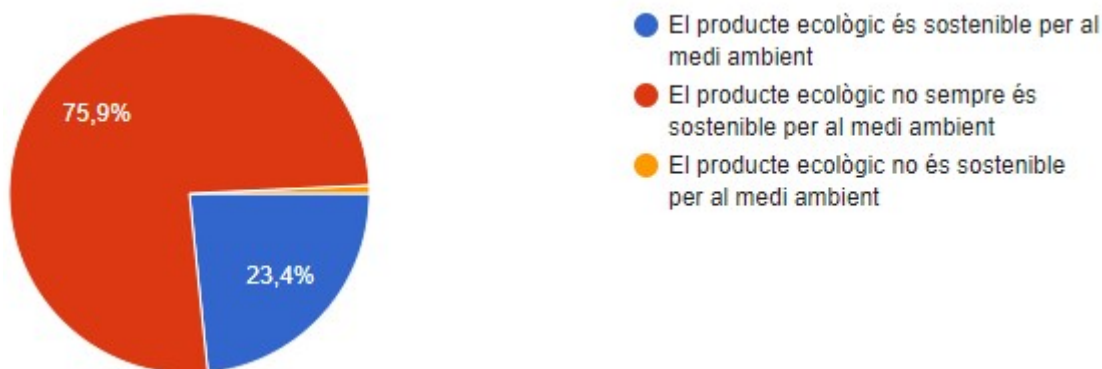 75,9%
23,4%
El producte ecològic és sostenible per al
medi ambient
El producte ecològic no sempre és
sostenible per al medi ambient
El producte ecològic no és sostenible
per al medi ambient